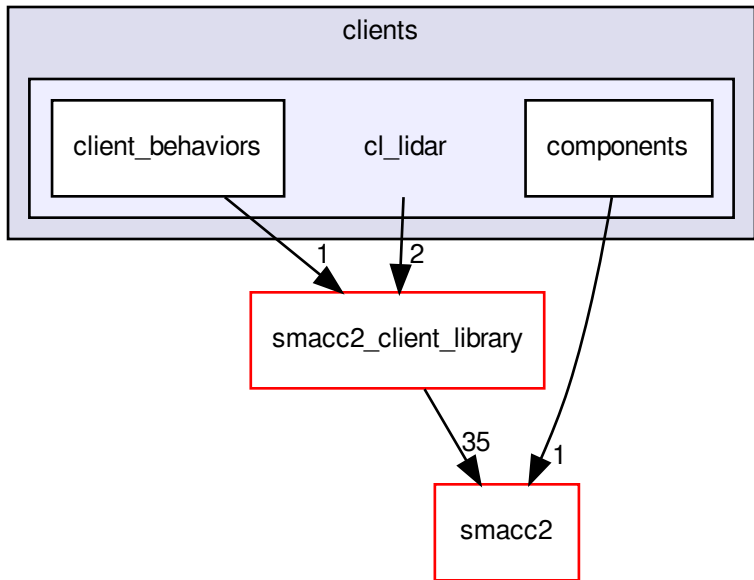 clients
client_behaviors
cl_lidar
components
1
2
smacc2_client_library
35
1
smacc2